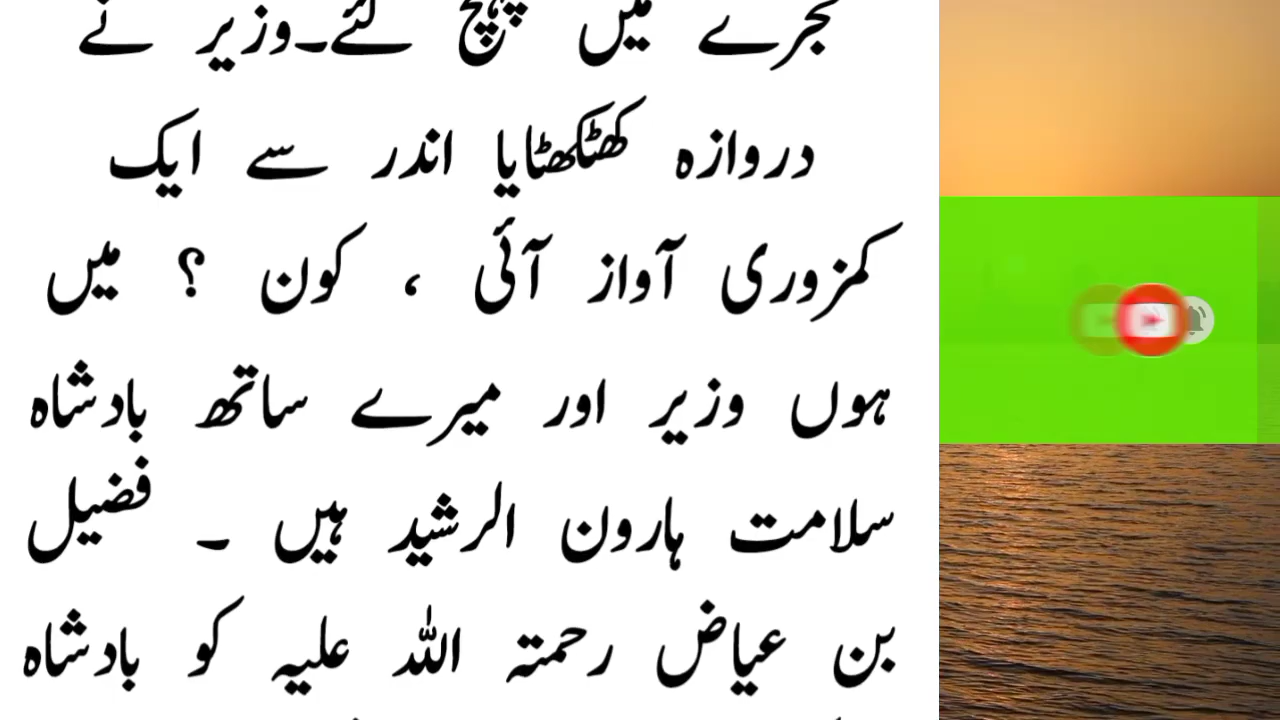 حجرے میں پہنچ گئے۔وزیر نے
دروازہ کھٹکھٹایا اندر سے ایک
کمزوری آواز آئی ، کون ؟ میں
ہوں وزیر اور میرے ساتھ بادشاہ
سلامت ہارون الرشید ہیں ۔ فضیل
بن عیاض رحمتہ اللہ علیہ کو بادشاہ